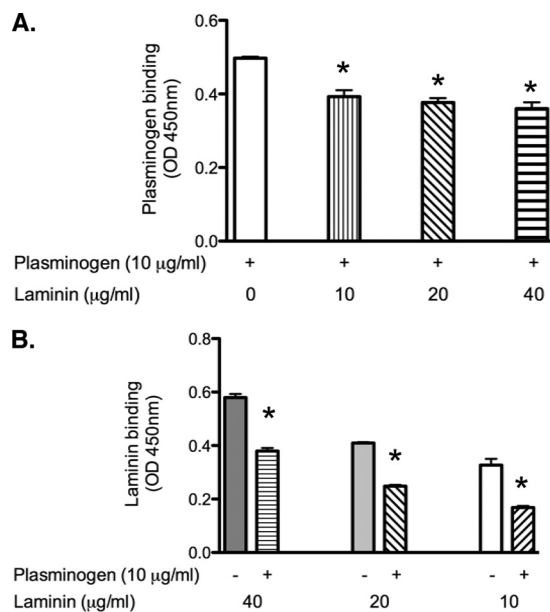 A.
Plasminogen binding
(OD 450nm)
0.6
0.4
0.2
0.0
* * *
Plasminogen (10 μg/ml) + + + +
Laminin (μg/ml) 0 10 20 40
B.
Laminin binding
(OD 450nm)
0.8
0.6
0.4
0.2
0.0
* * *
Plasminogen (10 μg/ml) - + - + - +
Laminin (μg/ml) 40 20 10